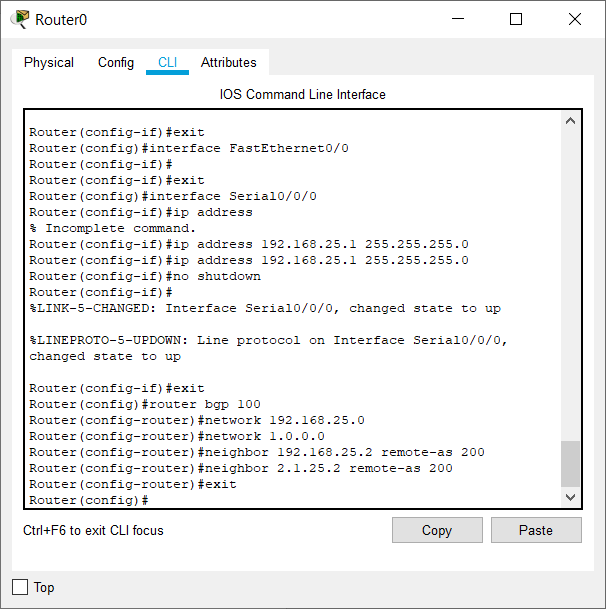 Router0
Physical Config CLI Attributes
IOS Command Line Interface
Router(config-if)#exit
Router(config)#interface FastEthernet0/0
Router(config-if)#
Router(config-if)#exit
Router(config)#interface Serial0/0/0
Router(config-if)#ip address
% Incomplete command.
Router(config-if)#ip address 192.168.25.1 255.255.255.0
Router(config-if)#ip address 192.168.25.1 255.255.255.0
Router(config-if)#no shutdown
Router(config-if)#
%LINK-5-CHANGED: Interface Serial0/0/0, changed state to up
%LINEPROTO-5-UPDOWN: Line protocol on Interface Serial0/0/0,
changed state to up
Router(config-if)#exit
Router(config)#router bgp 100
Router(config-router)#network 192.168.25.0
Router(config-router)#network 1.0.0.0
Router(config-router)#neighbor 192.168.25.2 remote-as 200
Router(config-router)#neighbor 2.1.25.2 remote-as 200
Router(config-router)#exit
Router(config)#
Ctrl+F6 to exit CLI focus Copy Paste
Top